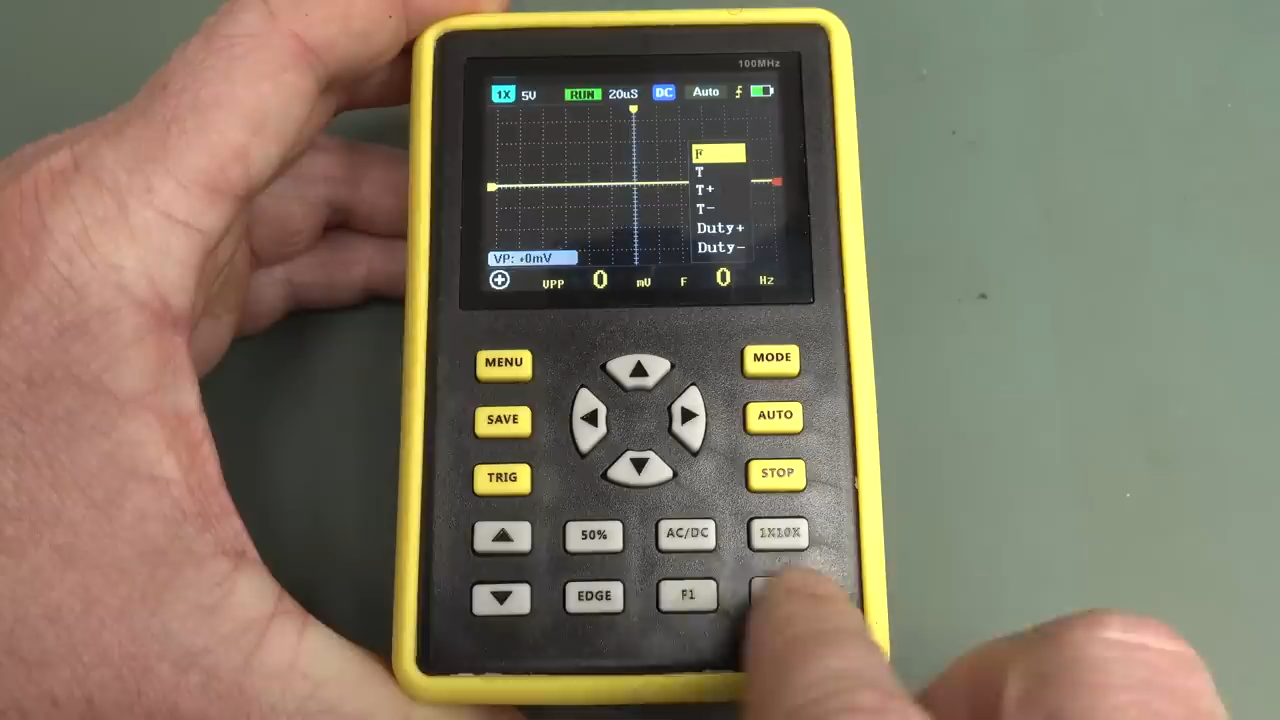 100MHz
1X 5V RUN 20uS DC Auto
F
T
T+
T-
Duty+
Duty-
VP: +0mV
VPP 0 mV F 0 Hz
MENU MODE
SAVE AUTO
TRIG STOP
50% AC/DC 1X10X
EDGE F1